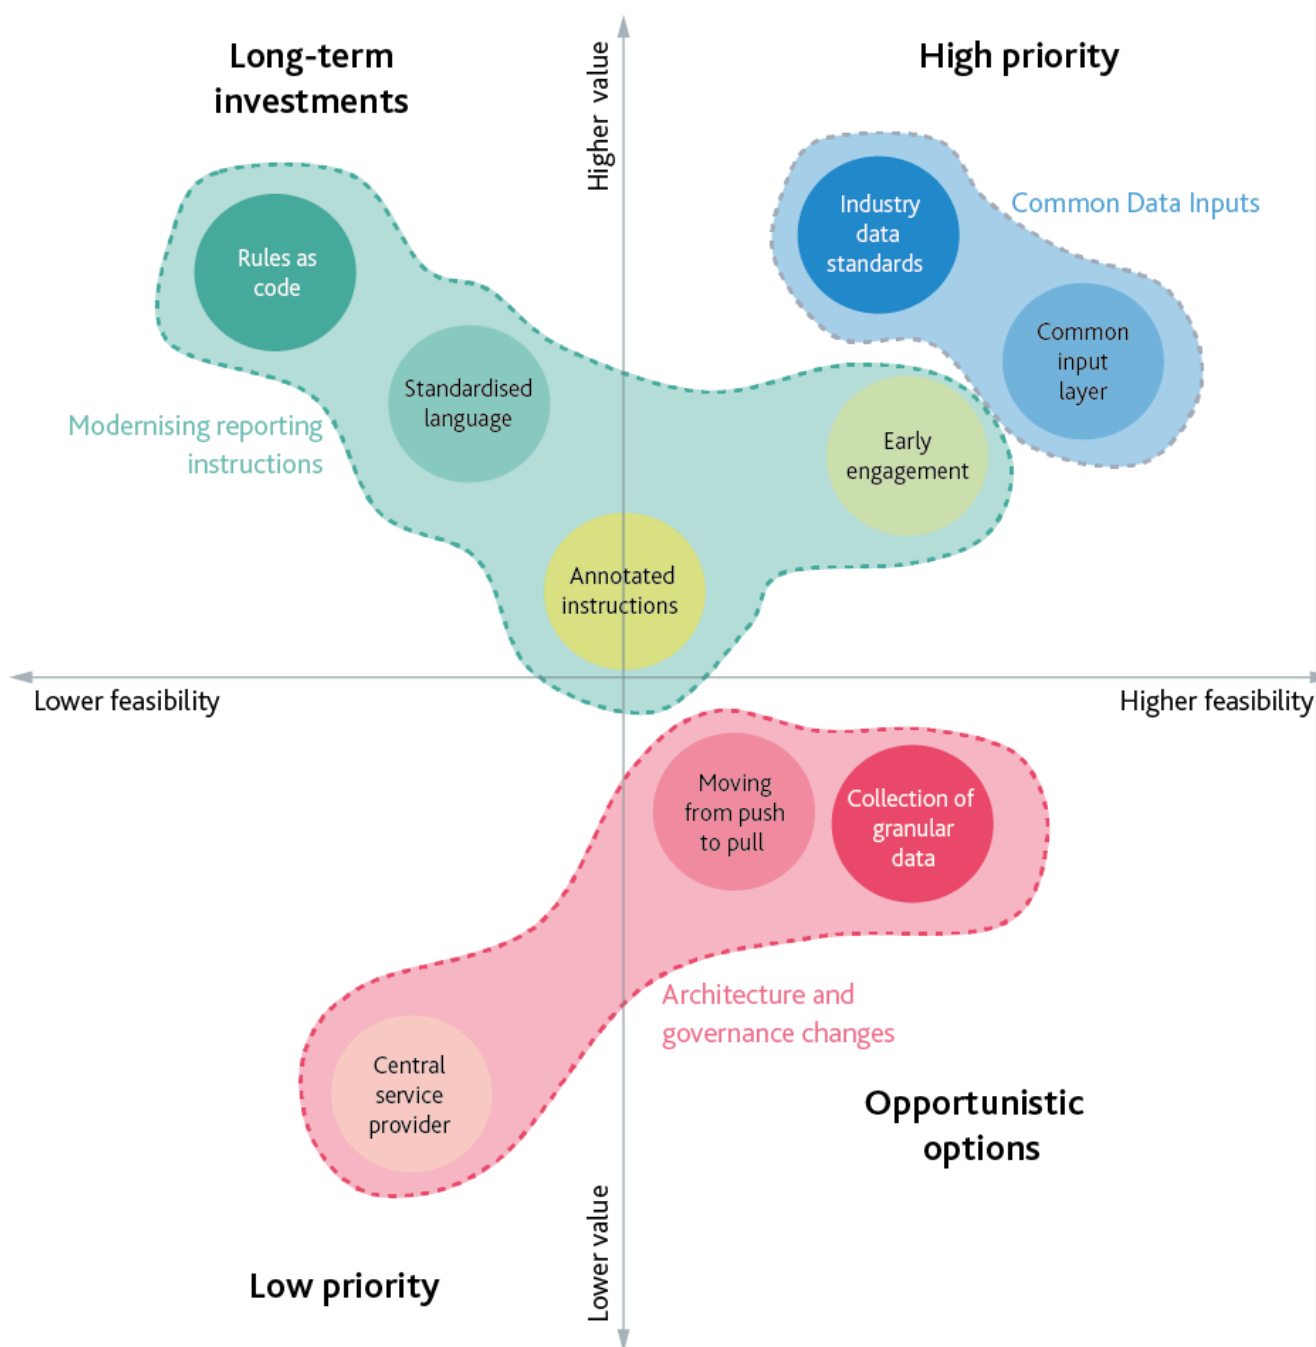 Long-term
investments
High priority
Higher value
Industry
data
standards
Common Data Inputs
Rules as
code
Common
input
layer
Standardised
language
Modernising reporting
instructions
Early
engagement
Annotated
instructions
Lower feasibility
Higher feasibility
Moving
from push
to pull
Collection of
granular
data
Architecture and
governance changes
Central
service
provider
Opportunistic
options
Lower value
Low priority